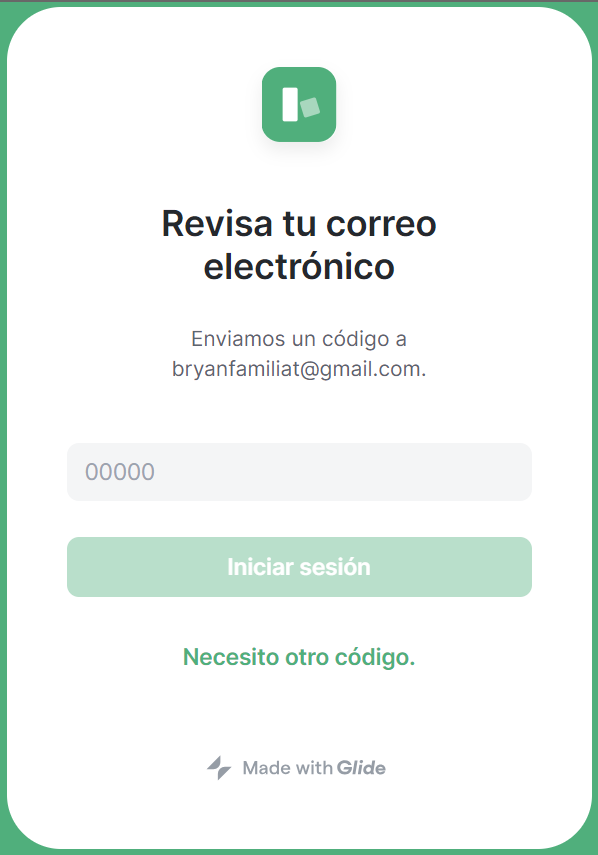 Revisa tu correo
electrónico
Enviamos un código a
bryanfamiliat@gmail.com.
00000
Iniciar sesión
Necesito otro código.
Made with Glide